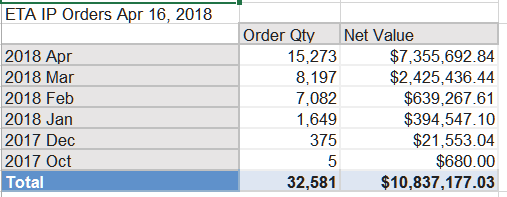 ETA IP Orders Apr 16, 2018
Order Qty Net Value
2018 Apr 15,273 $7,355,692.84
2018 Mar 8,197 $2,425,436.44
2018 Feb 7,082 $639,267.61
2018 Jan 1,649 $394,547.10
2017 Dec 375 $21,553.04
2017 Oct 5 $680.00
Total 32,581 $10,837,177.03